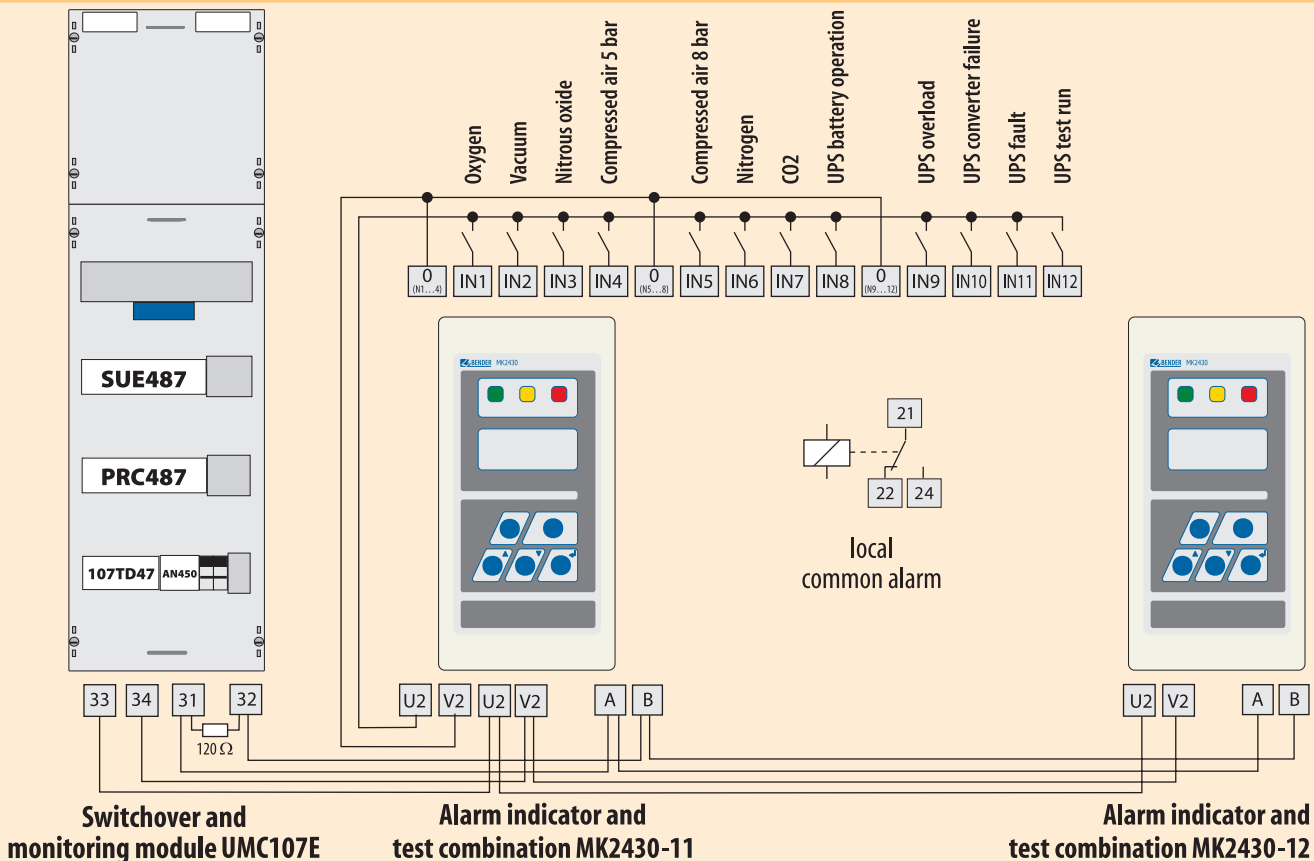 Oxygen
Vacuum
Nitrous oxide
Compressed air 5 bar
Compressed air 8 bar
Nitrogen
CO2
UPS battery operation
UPS overload
UPS converter failure
UPS fault
UPS test run
0 (N1...4)
IN1
IN2
IN3
IN4
0 (N5...8)
IN5
IN6
IN7
IN8
0 (N9...12)
IN9
IN10
IN11
IN12
SUE487
PRC487
107TD47
AN450
BENDER MK2430
BENDER MK2430
21
22
24
local
common alarm
33
34
31
32
120 Ω
U2
V2
U2
V2
A
B
U2
V2
A
B
Switchover and
monitoring module UMC107E
Alarm indicator and
test combination MK2430-11
Alarm indicator and
test combination MK2430-12